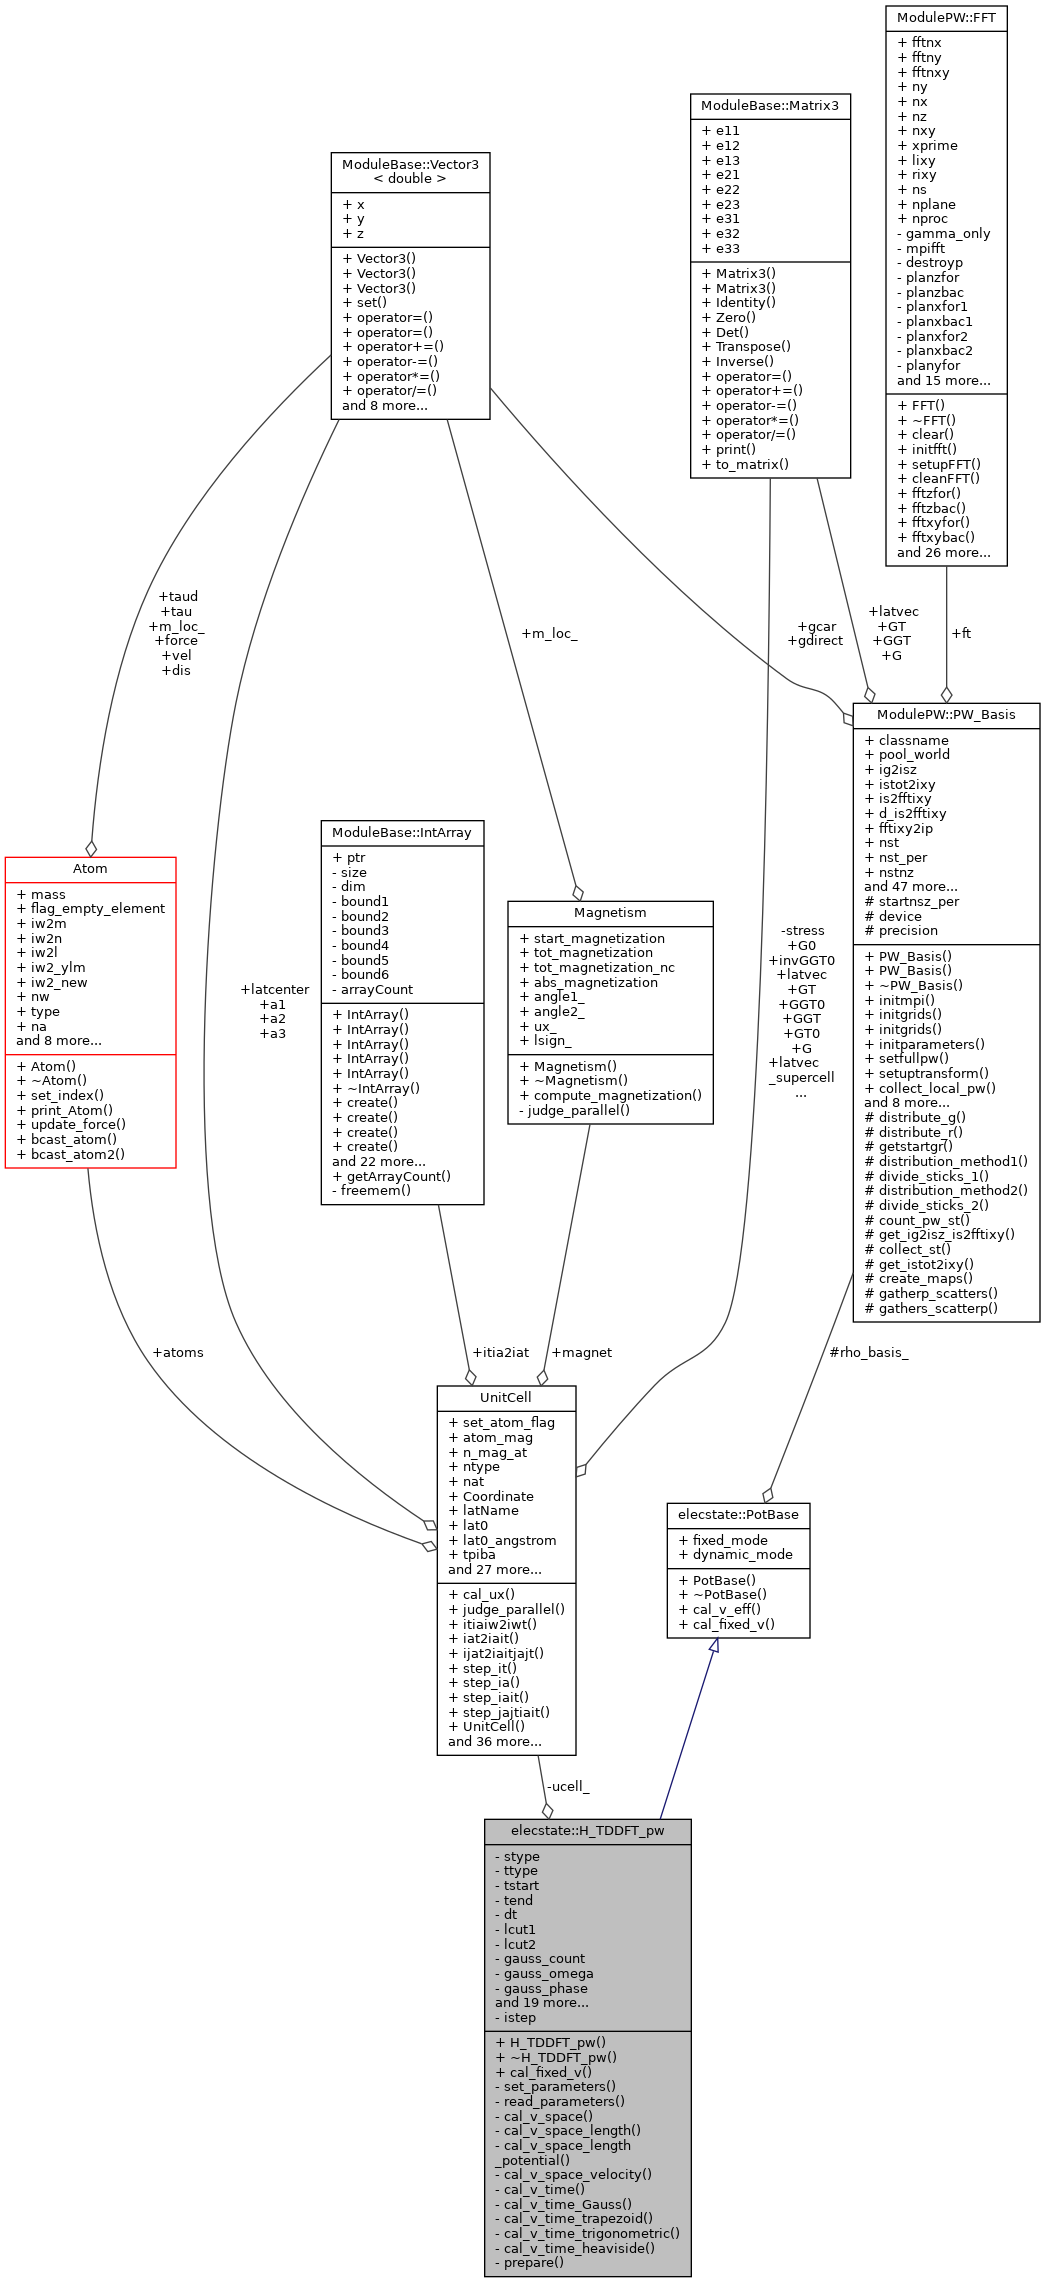 ModulePW::FFT
+ fftnx
+ fftny
+ fftnxy
+ ny
+ nx
+ nz
+ nxy
+ xprime
+ lixy
+ rixy
+ ns
+ nplane
+ nproc
- gamma_only
- mpifft
- destroyp
- planzfor
- planzbac
- planxfor1
- planxbac1
- planxfor2
- planxbac2
- planyfor
and 15 more...
+ FFT()
+ ~FFT()
+ clear()
+ initfft()
+ setupFFT()
+ cleanFFT()
+ fftzfor()
+ fftzbac()
+ fftxyfor()
+ fftxybac()
and 26 more...
ModuleBase::Matrix3
+ e11
+ e12
+ e13
+ e21
+ e22
+ e23
+ e31
+ e32
+ e33
+ Matrix3()
+ Matrix3()
+ Identity()
+ Zero()
+ Det()
+ Transpose()
+ Inverse()
+ operator=()
+ operator+=()
+ operator-=()
+ operator*=()
+ operator/=()
+ print()
+ to_matrix()
ModuleBase::Vector3
< double >
+ x
+ y
+ z
+ Vector3()
+ Vector3()
+ Vector3()
+ set()
+ operator=()
+ operator=()
+ operator+=()
+ operator-=()
+ operator*=()
+ operator/=()
and 8 more...
+taud
+tau
+m_loc_
+force
+vel
+dis
+m_loc_
+gcar
+gdirect
+latvec
+GT
+GGT
+G
+ft
ModulePW::PW_Basis
+ classname
+ pool_world
+ ig2isz
+ istot2ixy
+ is2fftixy
+ d_is2fftixy
+ fftixy2ip
+ nst
+ nst_per
+ nstnz
and 47 more...
# startnsz_per
# device
# precision
+ PW_Basis()
+ PW_Basis()
+ ~PW_Basis()
+ initmpi()
+ initgrids()
+ initgrids()
+ initparameters()
+ setfullpw()
+ setuptransform()
+ collect_local_pw()
and 8 more...
# distribute_g()
# distribute_r()
# getstartgr()
# distribution_method1()
# divide_sticks_1()
# distribution_method2()
# divide_sticks_2()
# count_pw_st()
# get_ig2isz_is2fftixy()
# collect_st()
# get_istot2ixy()
# create_maps()
# gatherp_scatters()
# gathers_scatterp()
Atom
+ mass
+ flag_empty_element
+ iw2m
+ iw2n
+ iw2l
+ iw2_ylm
+ iw2_new
+ nw
+ type
+ na
and 8 more...
+ Atom()
+ ~Atom()
+ set_index()
+ print_Atom()
+ update_force()
+ bcast_atom()
+ bcast_atom2()
+latcenter
+a1
+a2
+a3
ModuleBase::IntArray
+ ptr
- size
- dim
- bound1
- bound2
- bound3
- bound4
- bound5
- bound6
- arrayCount
+ IntArray()
+ IntArray()
+ IntArray()
+ IntArray()
+ IntArray()
+ ~IntArray()
+ create()
+ create()
+ create()
+ create()
and 22 more...
+ getArrayCount()
- freemem()
Magnetism
+ start_magnetization
+ tot_magnetization
+ tot_magnetization_nc
+ abs_magnetization
+ angle1_
+ angle2_
+ ux_
+ lsign_
+ Magnetism()
+ ~Magnetism()
+ compute_magnetization()
- judge_parallel()
-stress
+G0
+invGGT0
+latvec
+GT
+GGT0
+GGT
+GT0
+G
+latvec
_supercell
...
+atoms
+itia2iat
+magnet
#rho_basis_
UnitCell
+ set_atom_flag
+ atom_mag
+ n_mag_at
+ ntype
+ nat
+ Coordinate
+ latName
+ lat0
+ lat0_angstrom
+ tpiba
and 27 more...
+ cal_ux()
+ judge_parallel()
+ itiaiw2iwt()
+ iat2iait()
+ ijat2iaitjajt()
+ step_it()
+ step_ia()
+ step_iait()
+ step_jajtiait()
+ UnitCell()
and 36 more...
elecstate::PotBase
+ fixed_mode
+ dynamic_mode
+ PotBase()
+ ~PotBase()
+ cal_v_eff()
+ cal_fixed_v()
-ucell_
elecstate::H_TDDFT_pw
- stype
- ttype
- tstart
- tend
- dt
- lcut1
- lcut2
- gauss_count
- gauss_omega
- gauss_phase
and 19 more...
- istep
+ H_TDDFT_pw()
+ ~H_TDDFT_pw()
+ cal_fixed_v()
- set_parameters()
- read_parameters()
- cal_v_space()
- cal_v_space_length()
- cal_v_space_length
_potential()
- cal_v_space_velocity()
- cal_v_time()
- cal_v_time_Gauss()
- cal_v_time_trapezoid()
- cal_v_time_trigonometric()
- cal_v_time_heaviside()
- prepare()